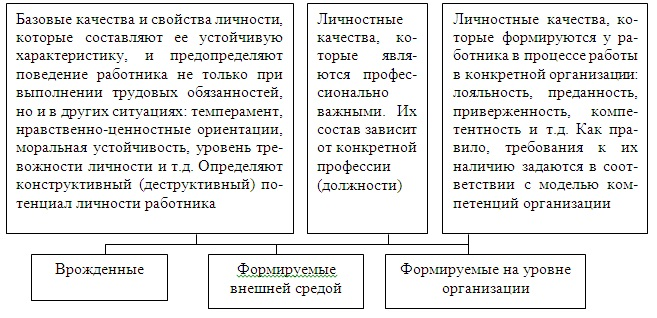 Базовые качества и свойства личности,
которые составляют ее устойчивую
характеристику, и предопределяют
поведение работника не только при
выполнении трудовых обязанностей,
но и в других ситуациях: темперамент,
нравственно-ценностные ориентации,
моральная устойчивость, уровень тре-
вожности личности и т.д. Определяют
конструктивный (деструктивный) по-
тенциал личности работника
Личностные
качества, ко-
торые явля-
ются профес-
сионально
важными. Их
состав зависит
от конкретной
профессии
(должности)
Личностные качества, ко-
торые формируются у ра-
ботника в процессе работы
в конкретной организации:
лояльность, преданность,
приверженность, компе-
тентность и т.д. Как пра-
вило, требования к их
наличию задаются в соот-
ветствии с моделью ком-
петенций организации
Врожденные
Формируемые
внешней средой
Формируемые на уровне
организации